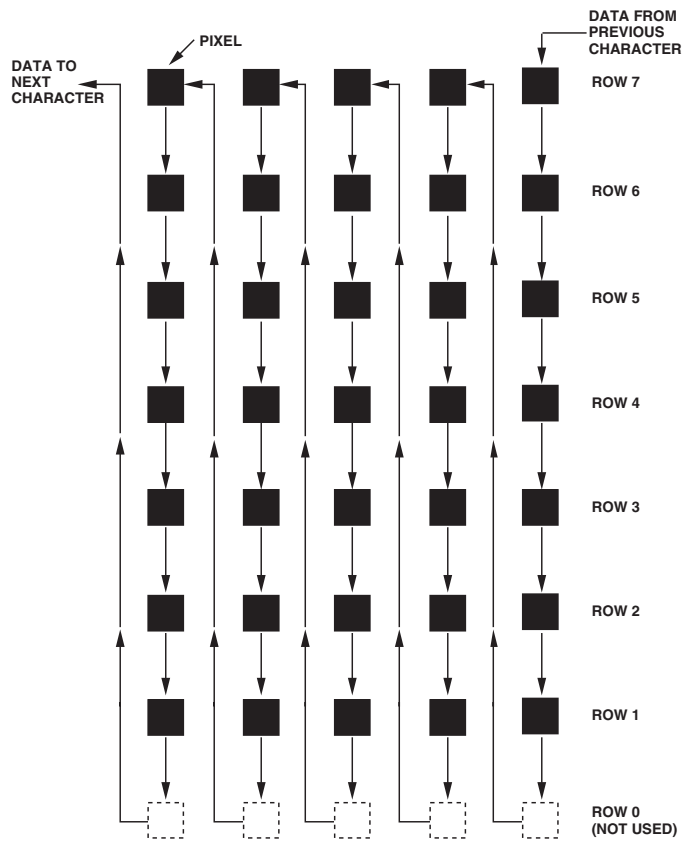 DATA FROM
PREVIOUS
CHARACTER
PIXEL
DATA TO
NEXT
CHARACTER
ROW 7
ROW 6
ROW 5
ROW 4
ROW 3
ROW 2
ROW 1
ROW 0
(NOT USED)